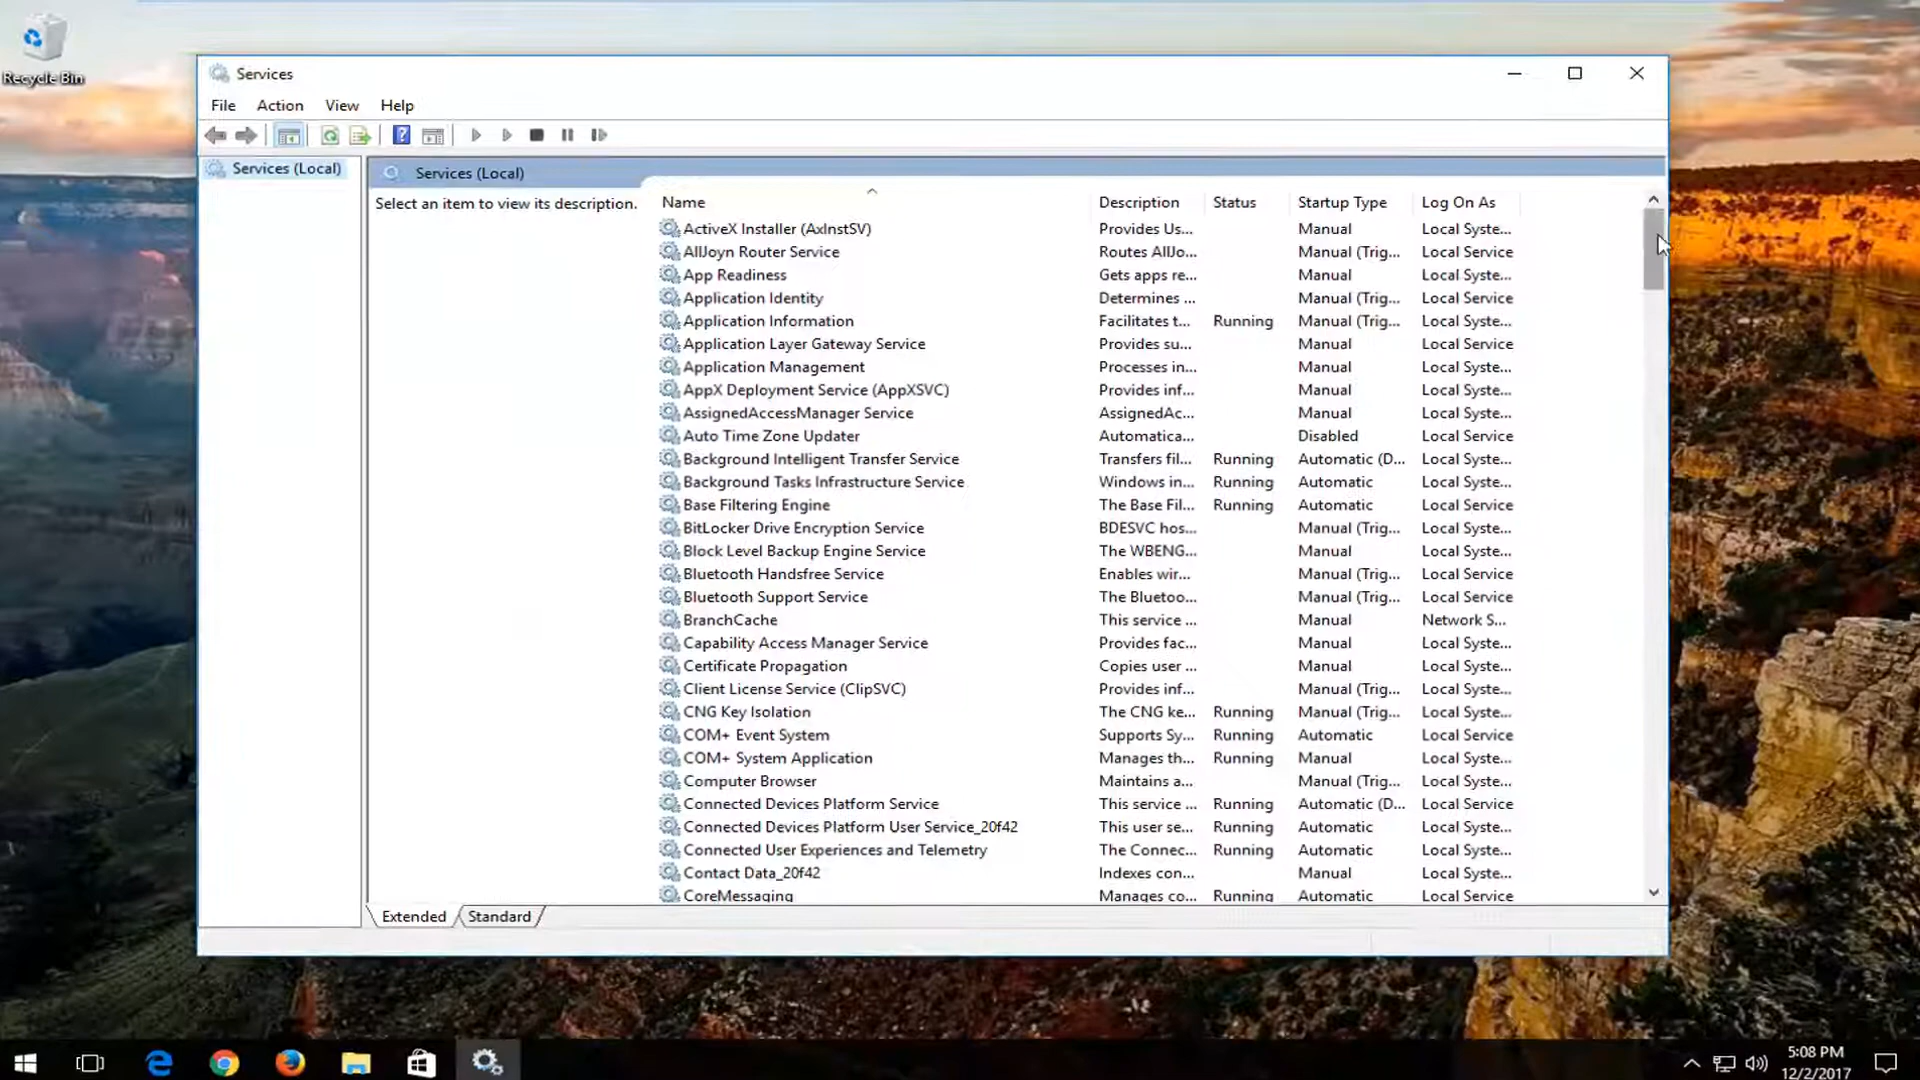 Recycle Bin
Services
File Action View Help
Services (Local)
Services (Local)
Select an item to view its description.
Name Description Status Startup Type Log On As
ActiveX Installer (AxInstSV) Provides Us... Manual Local Syste...
AllJoyn Router Service Routes AllJo... Manual (Trig... Local Service
App Readiness Gets apps re... Manual Local Syste...
Application Identity Determines ... Manual (Trig... Local Service
Application Information Facilitates t... Running Manual (Trig... Local Syste...
Application Layer Gateway Service Provides su... Manual Local Service
Application Management Processes in... Manual Local Syste...
AppX Deployment Service (AppXSVC) Provides inf... Manual Local Syste...
AssignedAccessManager Service AssignedAc... Manual Local Syste...
Auto Time Zone Updater Automatica... Disabled Local Service
Background Intelligent Transfer Service Transfers fil... Running Automatic (D... Local Syste...
Background Tasks Infrastructure Service Windows in... Running Automatic Local Syste...
Base Filtering Engine The Base Fil... Running Automatic Local Service
BitLocker Drive Encryption Service BDESVC hos... Manual (Trig... Local Syste...
Block Level Backup Engine Service The WBENG... Manual Local Syste...
Bluetooth Handsfree Service Enables wir... Manual (Trig... Local Service
Bluetooth Support Service The Bluetoo... Manual (Trig... Local Service
BranchCache This service ... Manual Network S...
Capability Access Manager Service Provides fac... Manual Local Syste...
Certificate Propagation Copies user ... Manual Local Syste...
Client License Service (ClipSVC) Provides inf... Manual (Trig... Local Syste...
CNG Key Isolation The CNG ke... Running Manual (Trig... Local Syste...
COM+ Event System Supports Sy... Running Automatic Local Service
COM+ System Application Manages th... Running Manual Local Syste...
Computer Browser Maintains a... Manual (Trig... Local Syste...
Connected Devices Platform Service This service ... Running Automatic (D... Local Service
Connected Devices Platform User Service_20f42 This user se... Running Automatic Local Syste...
Connected User Experiences and Telemetry The Connec... Running Automatic Local Syste...
Contact Data_20f42 Indexes con... Manual Local Syste...
CoreMessaging Manages co... Running Automatic Local Service
Extended Standard
5:08 PM
12/2/2017